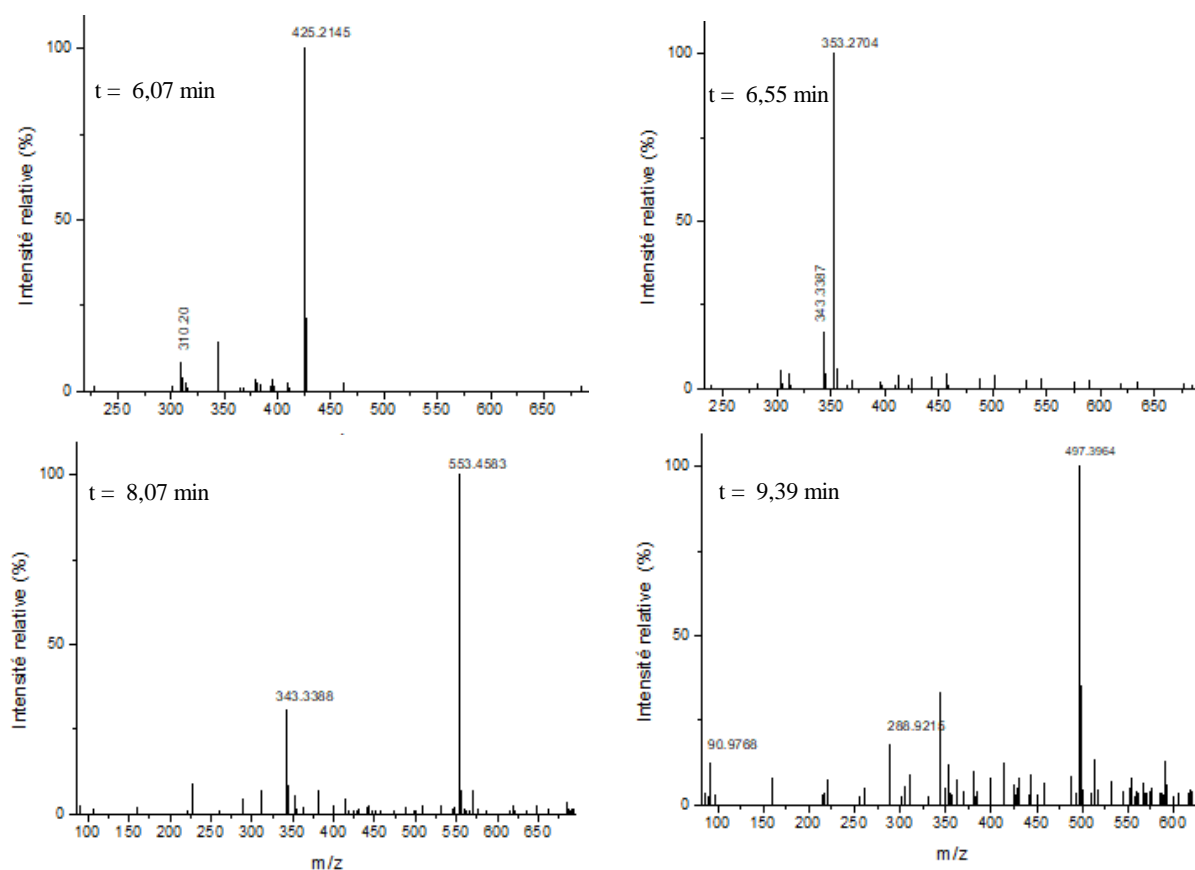 425.2145
100
t = 6,07 min
Intensité relative (%)
50
310.20
0
250 300 350 400 450 500 550 600 650
353.2704
100
t = 6,55 min
Intensité relative (%)
50
343.3387
0
250 300 350 400 450 500 550 600 650
553.4583
100
t = 8,07 min
Intensité relative (%)
50
343.3388
0
100 150 200 250 300 350 400 450 500 550 600 650
m/z
497.3964
100
t = 9,39 min
Intensité relative (%)
50
288.9215
90.9768
0
100 150 200 250 300 350 400 450 500 550 600
m/z